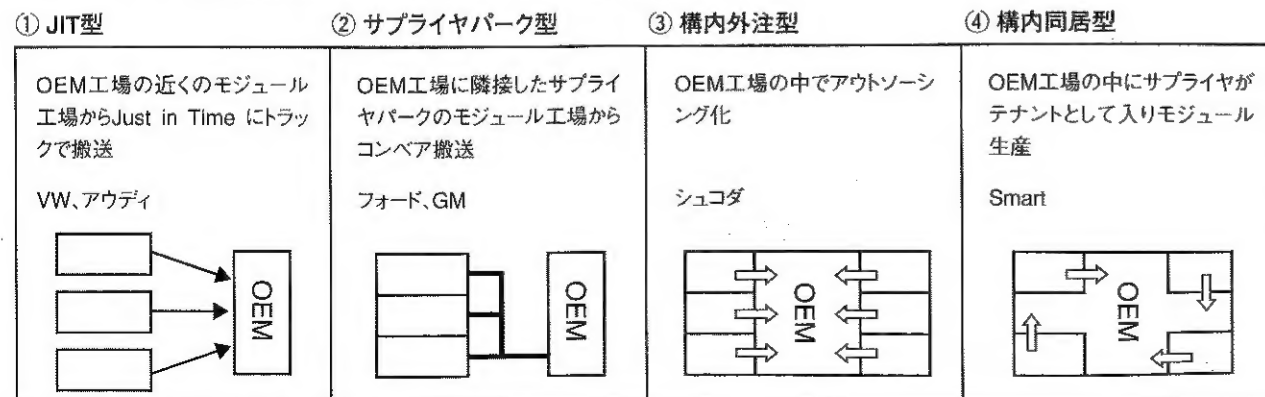 ① JIT型
OEM工場の近くのモジュール
工場からJust in Time にトラッ
クで搬送
VW、アウディ
OEM
② サプライヤパーク型
OEM工場に隣接したサプライ
ヤパークのモジュール工場から
コンベア搬送
フォード、GM
OEM
③ 構内外注型
OEM工場の中でアウトソーシ
ング化
シュコダ
OEM
④ 構内同居型
OEM工場の中にサプライヤが
テナントとして入りモジュール
生産
Smart
OEM